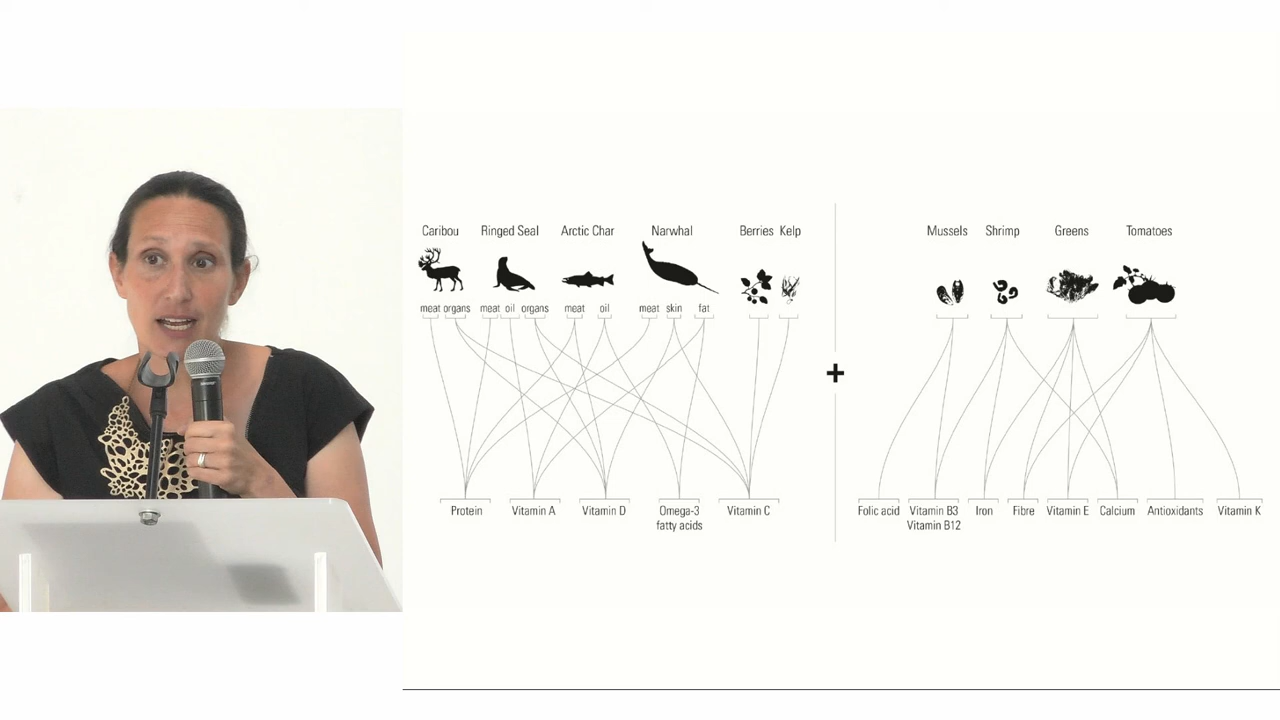 Caribou Ringed Seal Arctic Char Narwhal Berries Kelp
meat organs meat oil organs meat oil meat skin fat
Protein Vitamin A Vitamin D Omega-3 fatty acids Vitamin C
+
Mussels Shrimp Greens Tomatoes
Folic acid Vitamin B3 Vitamin B12 Iron Fibre Vitamin E Calcium Antioxidants Vitamin K